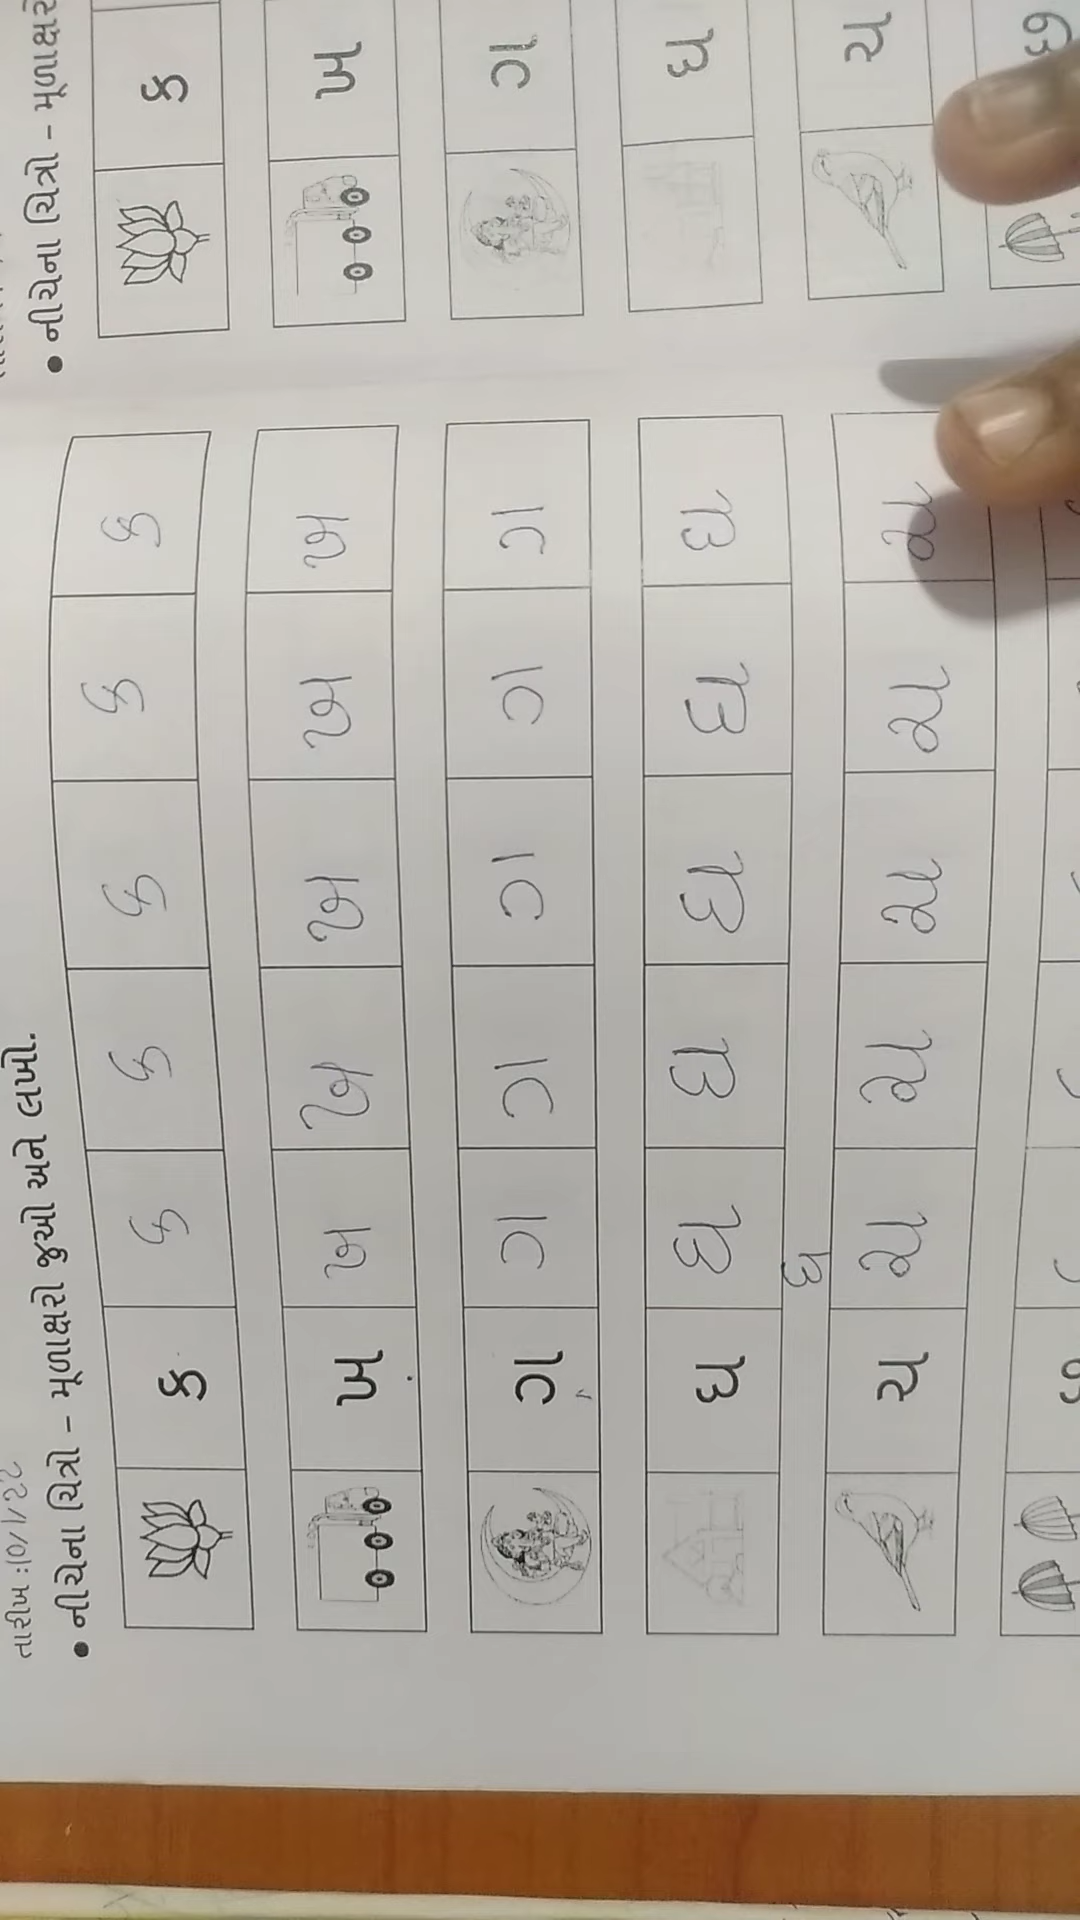 તારીખ :10/1/22
• નીચેના ચિત્રો - મૂળાક્ષરો જુઓ અને લખો.
ક ક ક ક ક ક
ખ ખ ખ ખ ખ ખ
ગ ગ ગ ગ ગ ગ
ઘ ઘ ઘ ઘ ઘ ઘ
ઘ
ચ ચ ચ ચ ચ ચ
છ
• નીચેના ચિત્રો - મૂળાક્ષરો
ક
ખ
ગ
ઘ
ચ
છ